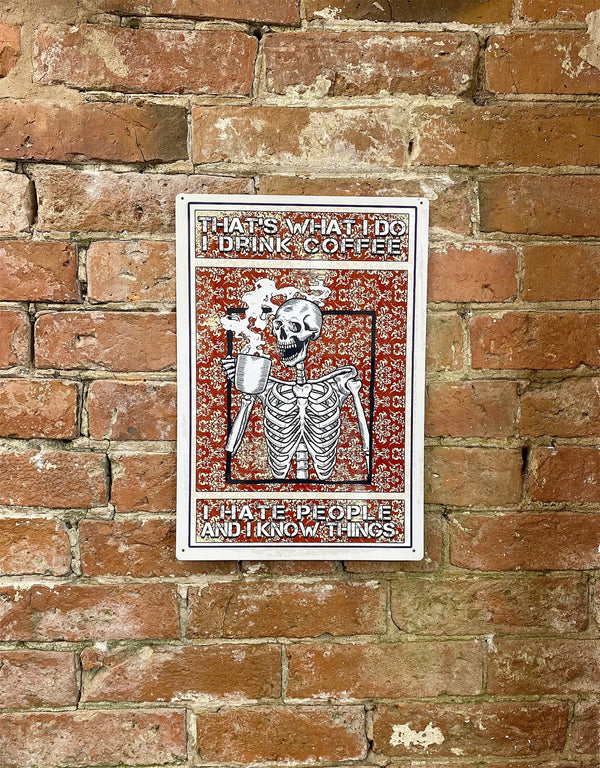 THAT'S WHAT I DO
I DRINK COFFEE
I HATE PEOPLE
AND I KNOW THINGS